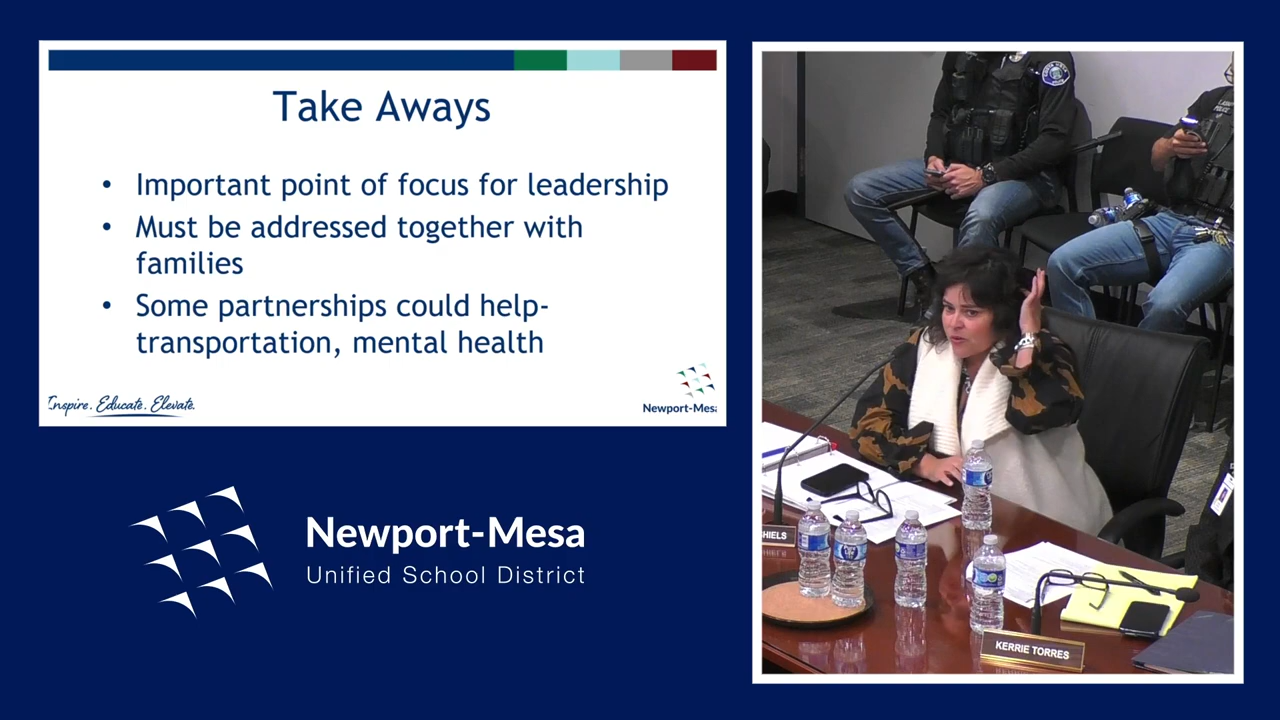 Take Aways
• Important point of focus for leadership
• Must be addressed together with
families
• Some partnerships could help-
transportation, mental health
Inspire. Educate. Elevate.
Newport-Mesa
Newport-Mesa
Unified School District
HIELS
KERRIE TORRES